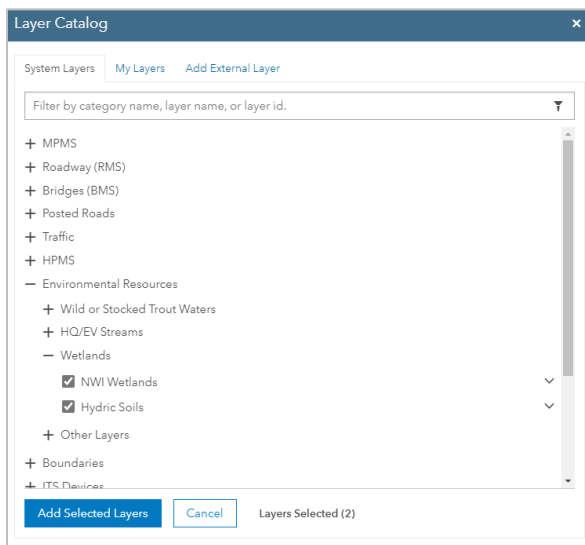 Layer Catalog ×
System Layers My Layers Add External Layer
Filter by category name, layer name, or layer id.
+ MPMS
+ Roadway (RMS)
+ Bridges (BMS)
+ Posted Roads
+ Traffic
+ HPMS
− Environmental Resources
+ Wild or Stocked Trout Waters
+ HQ/EV Streams
− Wetlands
NWI Wetlands
Hydric Soils
+ Other Layers
+ Boundaries
+ ITS Devices
Add Selected Layers Cancel Layers Selected (2)